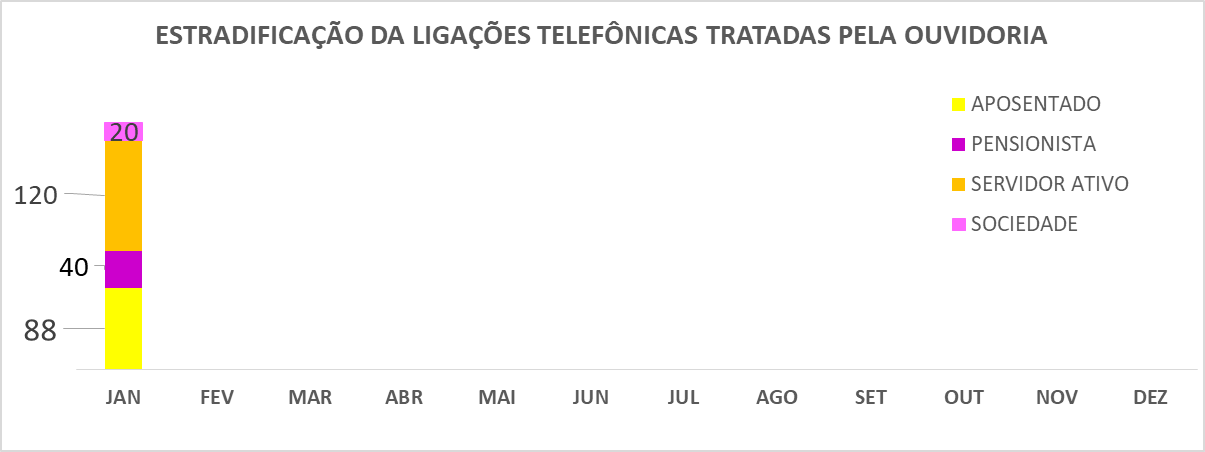 ESTRADIFICAÇÃO DA LIGAÇÕES TELEFÔNICAS TRATADAS PELA OUVIDORIA
APOSENTADO
PENSIONISTA
SERVIDOR ATIVO
SOCIEDADE
20
120
40
88
JAN FEV MAR ABR MAI JUN JUL AGO SET OUT NOV DEZ